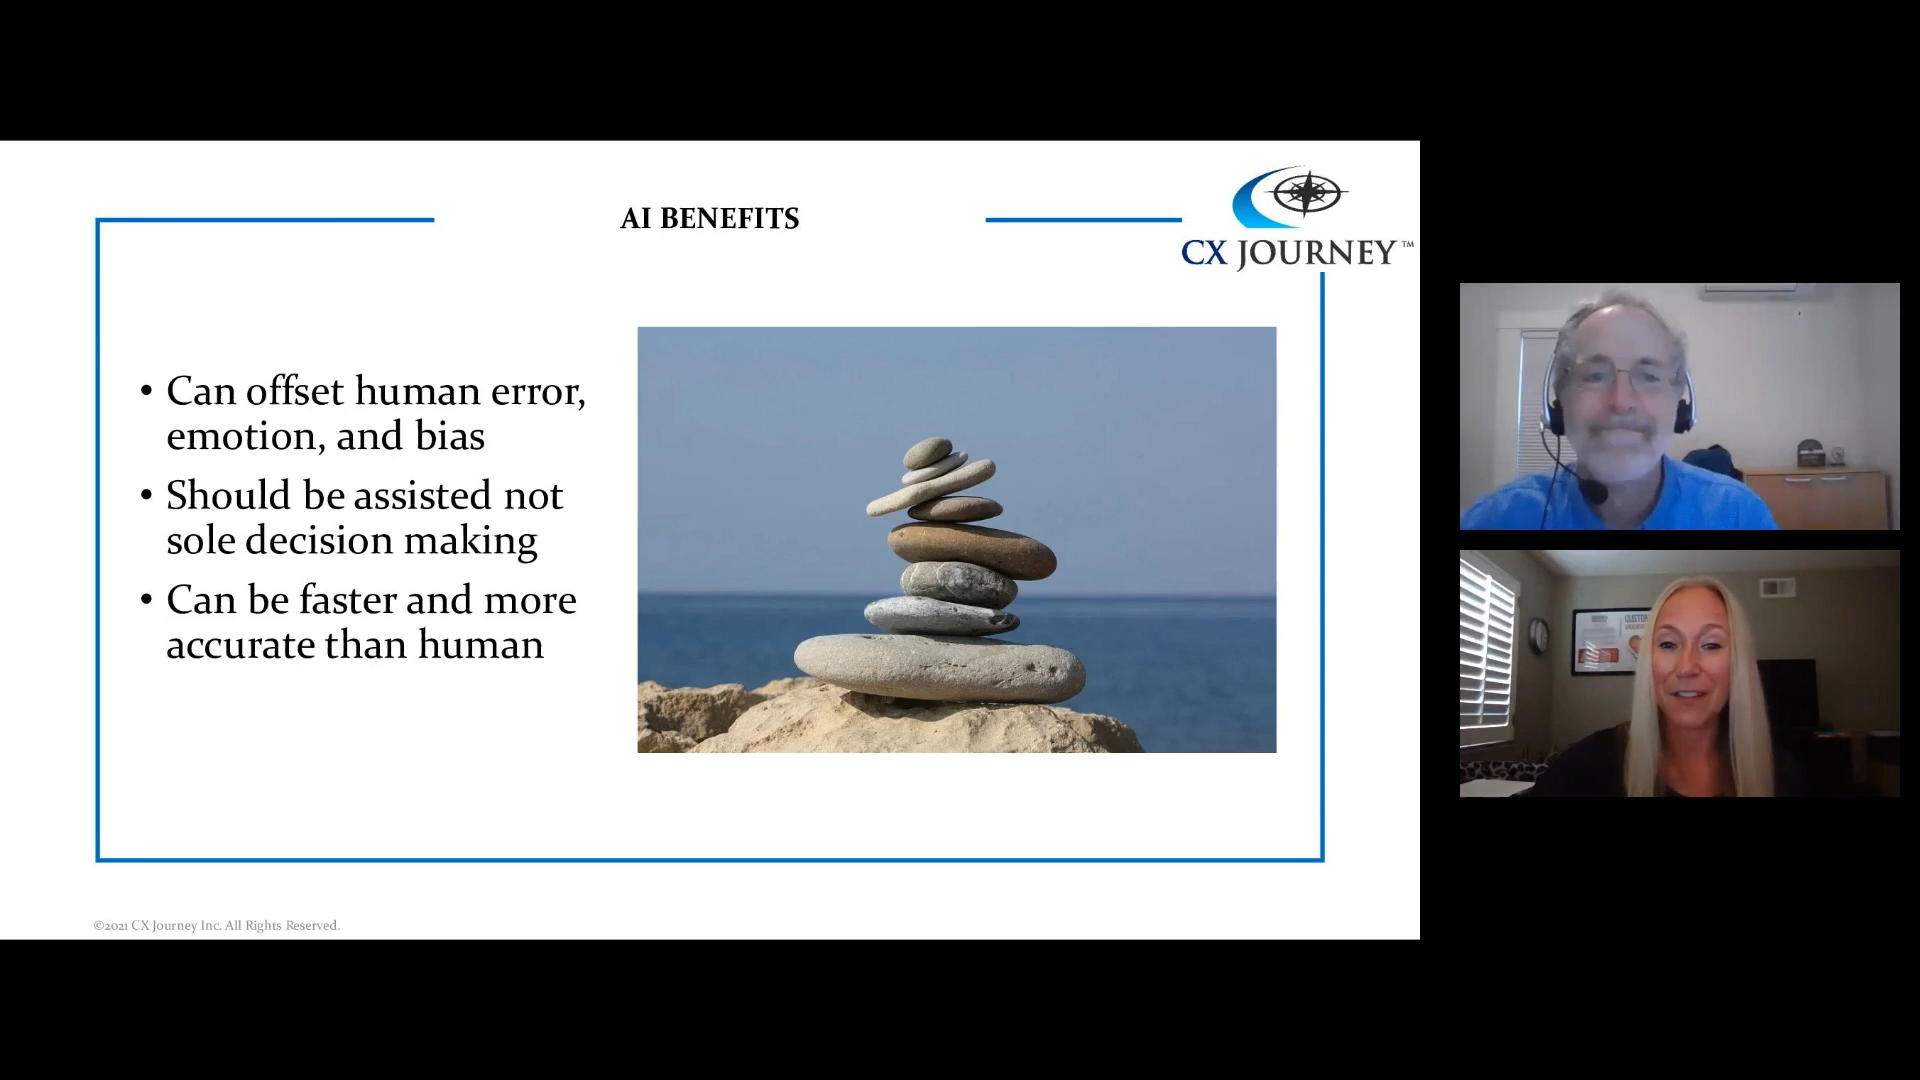 AI BENEFITS
CX JOURNEY™
• Can offset human error,
emotion, and bias
• Should be assisted not
sole decision making
• Can be faster and more
accurate than human
©2021 CX Journey Inc. All Rights Reserved.